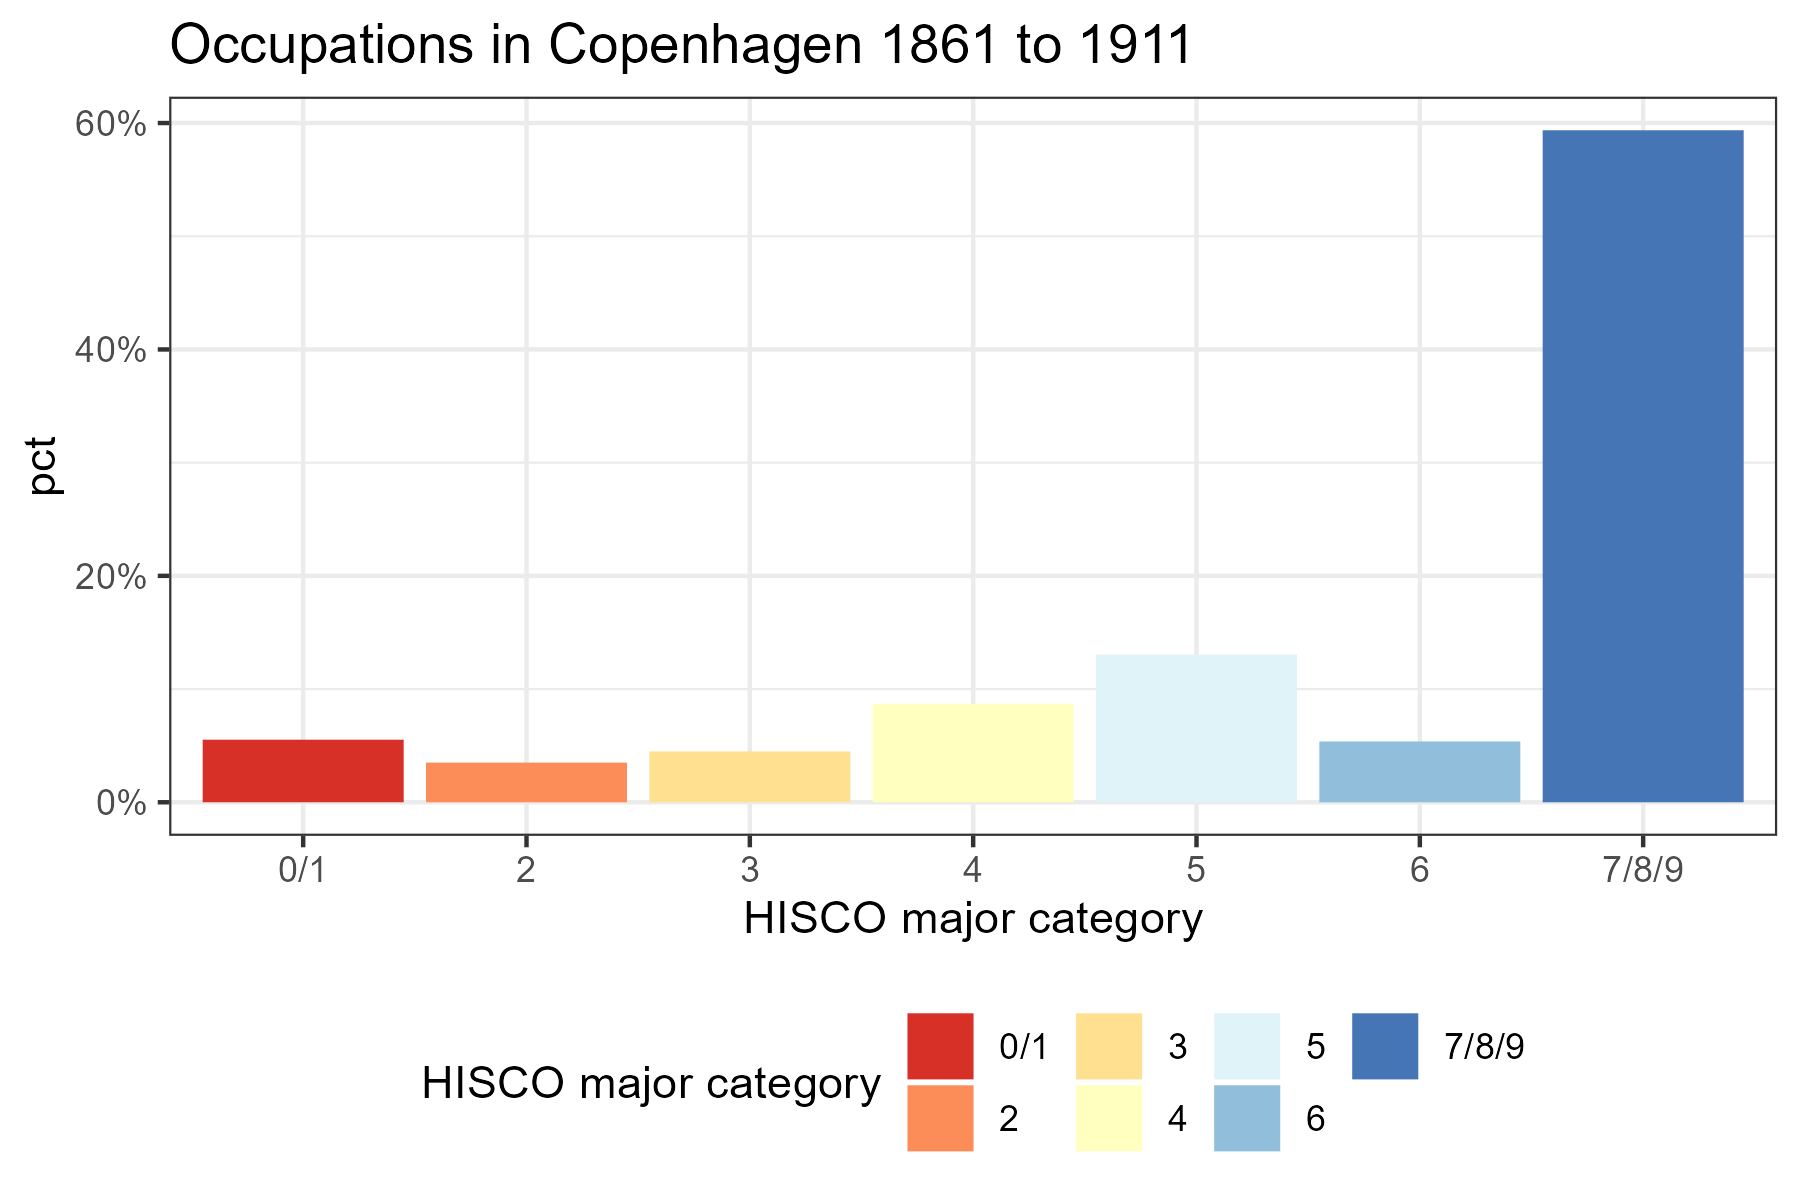 Occupations in Copenhagen 1861 to 1911
60%
40%
20%
0%
pct
0/1 2 3 4 5 6 7/8/9
HISCO major category
HISCO major category
0/1 3 5 7/8/9
2 4 6